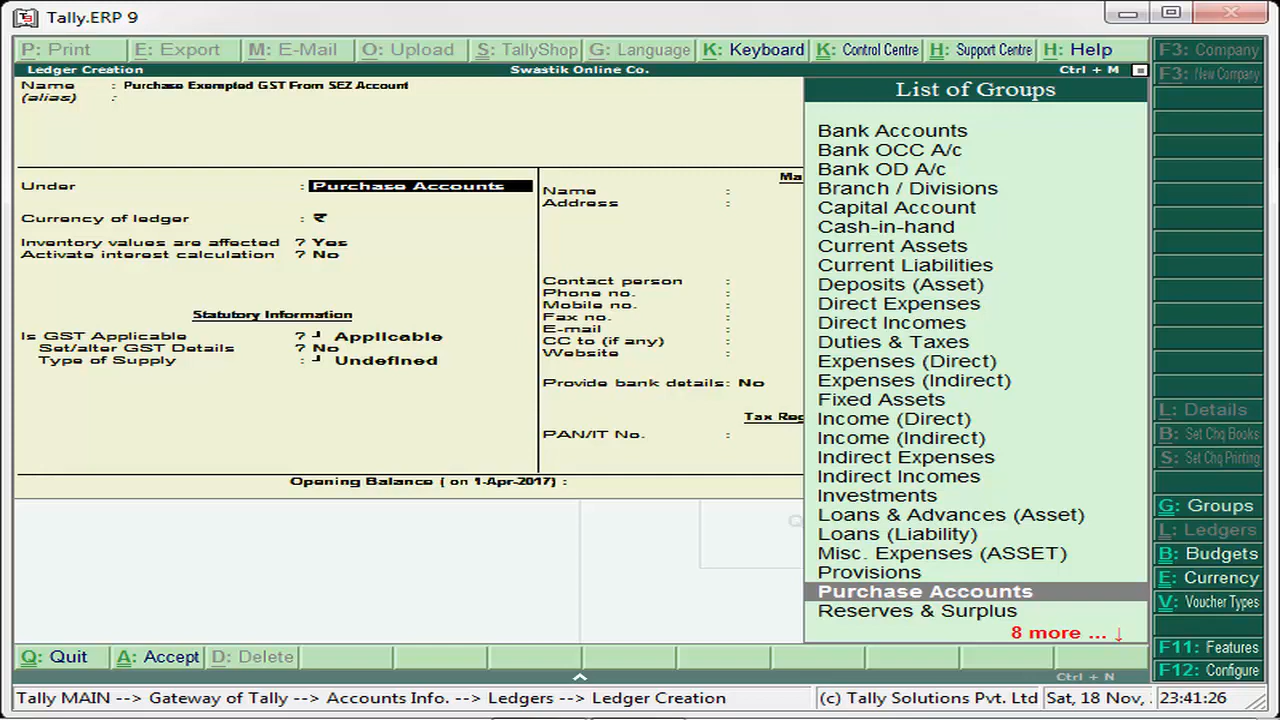 Tally.ERP 9
P: Print E: Export M: E-Mail O: Upload S: TallyShop G: Language K: Keyboard K: Control Centre H: Support Centre H: Help
F3: Company
F3: New Company
Ledger Creation Swastik Online Co. Ctrl + M
Name : Purchase Exempted GST From SEZ Account
(alias) :
Under : Purchase Accounts
Currency of ledger : ₹
Inventory values are affected ? Yes
Activate interest calculation ? No
Statutory Information
Is GST Applicable ? Applicable
Set/alter GST Details ? No
Type of Supply : Undefined
Name :
Address :
Contact person :
Phone no. :
Mobile no. :
Fax no. :
E-mail :
CC to (if any) :
Website :
Provide bank details: No
PAN/IT No. :
Opening Balance ( on 1-Apr-2017) :
List of Groups
Bank Accounts
Bank OCC A/c
Bank OD A/c
Branch / Divisions
Capital Account
Cash-in-hand
Current Assets
Current Liabilities
Deposits (Asset)
Direct Expenses
Direct Incomes
Duties & Taxes
Expenses (Direct)
Expenses (Indirect)
Fixed Assets
Income (Direct)
Income (Indirect)
Indirect Expenses
Indirect Incomes
Investments
Loans & Advances (Asset)
Loans (Liability)
Misc. Expenses (ASSET)
Provisions
Purchase Accounts
Reserves & Surplus
8 more ... ↓
L: Details
B: Set Chq Books
S: Set Chq Printing
G: Groups
L: Ledgers
B: Budgets
E: Currency
V: Voucher Types
F11: Features
F12: Configure
Q: Quit A: Accept D: Delete
Ctrl + N
Tally MAIN --> Gateway of Tally --> Accounts Info. --> Ledgers --> Ledger Creation (c) Tally Solutions Pvt. Ltd Sat, 18 Nov, 23:41:26